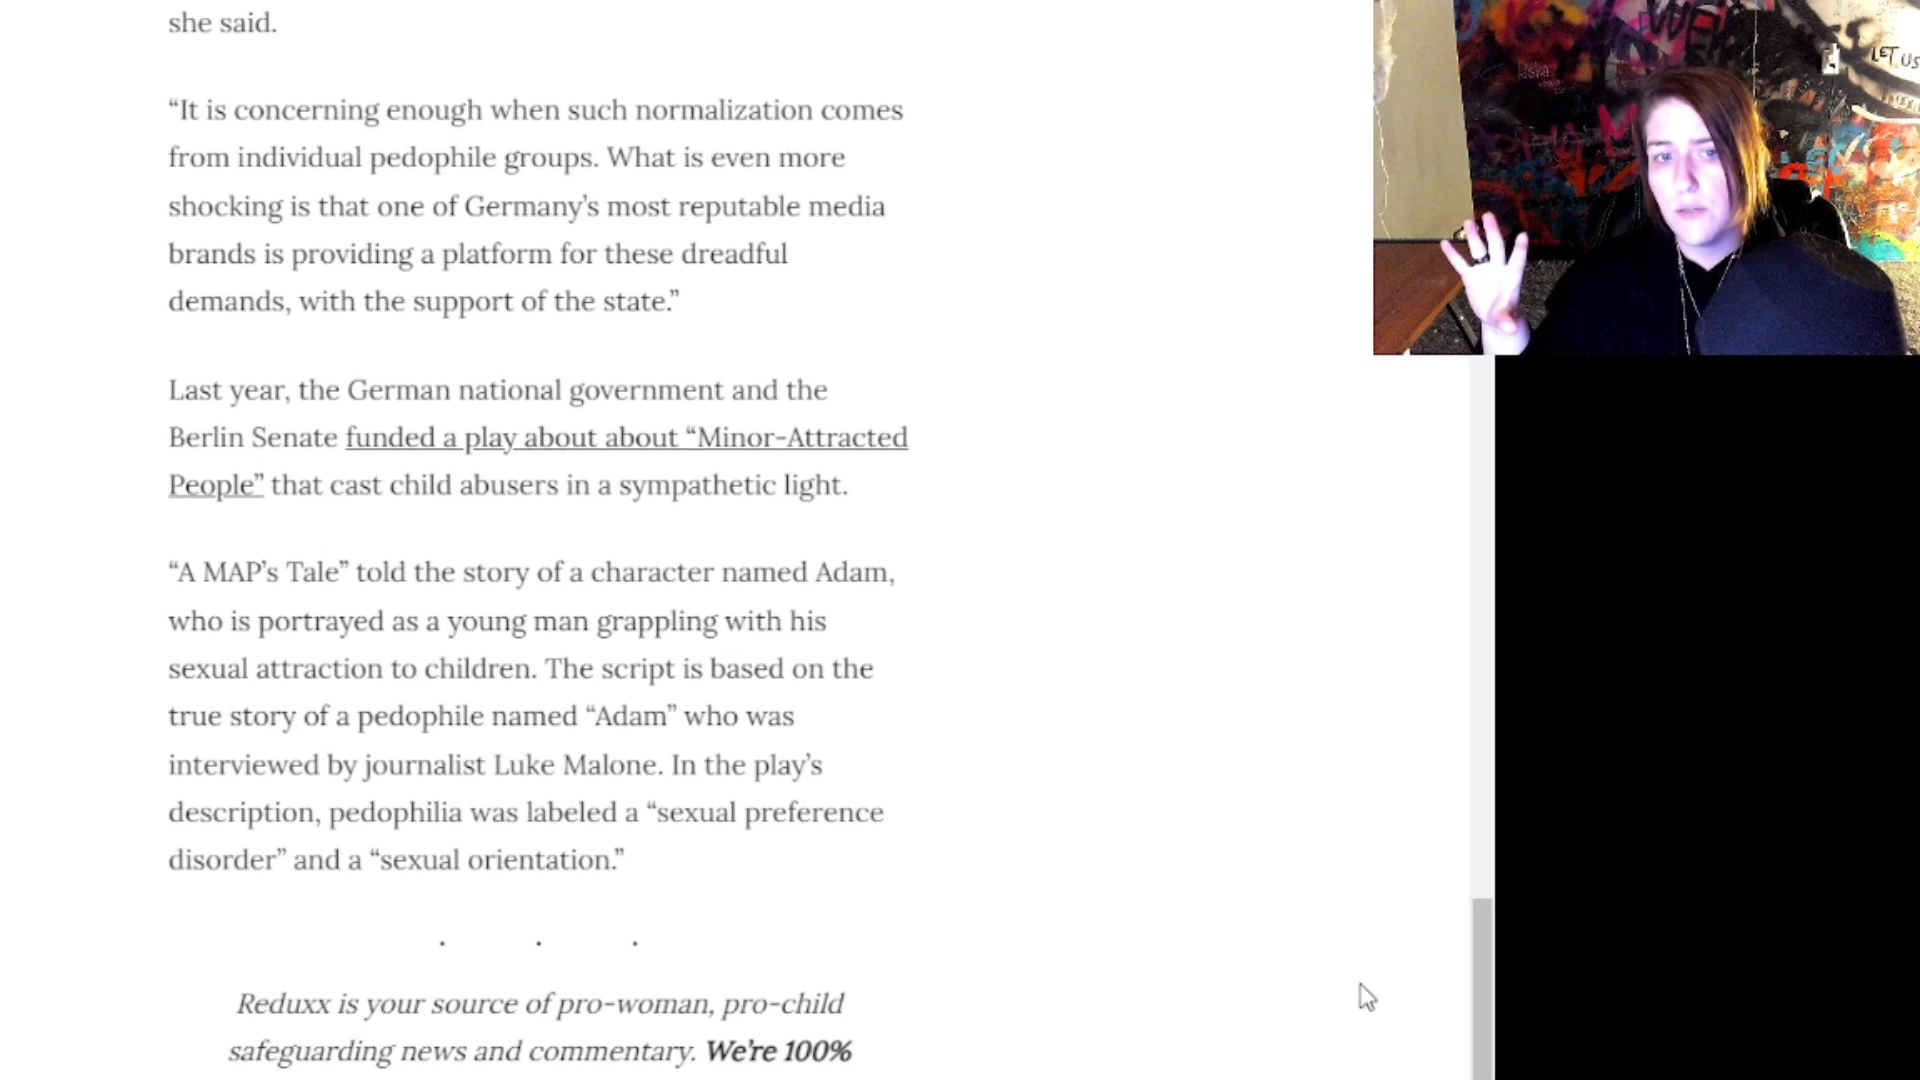 she said.
“It is concerning enough when such normalization comes
from individual pedophile groups. What is even more
shocking is that one of Germany’s most reputable media
brands is providing a platform for these dreadful
demands, with the support of the state.”
Last year, the German national government and the
Berlin Senate funded a play about about “Minor-Attracted
People” that cast child abusers in a sympathetic light.
“A MAP’s Tale” told the story of a character named Adam,
who is portrayed as a young man grappling with his
sexual attraction to children. The script is based on the
true story of a pedophile named “Adam” who was
interviewed by journalist Luke Malone. In the play’s
description, pedophilia was labeled a “sexual preference
disorder” and a “sexual orientation.”
. . .
Reduxx is your source of pro-woman, pro-child
safeguarding news and commentary. We’re 100%
LET US